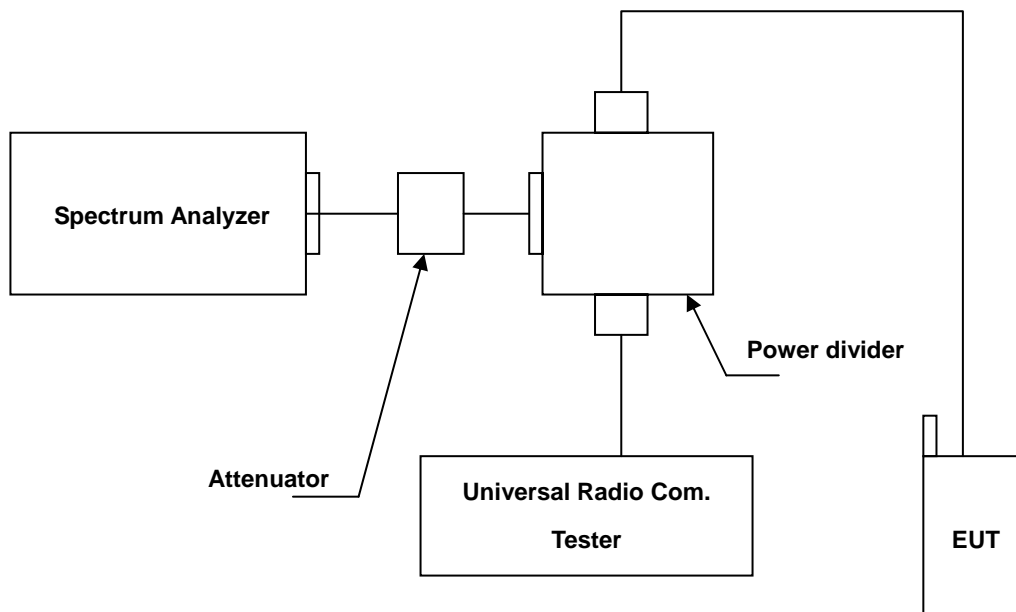 Spectrum Analyzer
Power divider
Attenuator
Universal Radio Com.
Tester
EUT